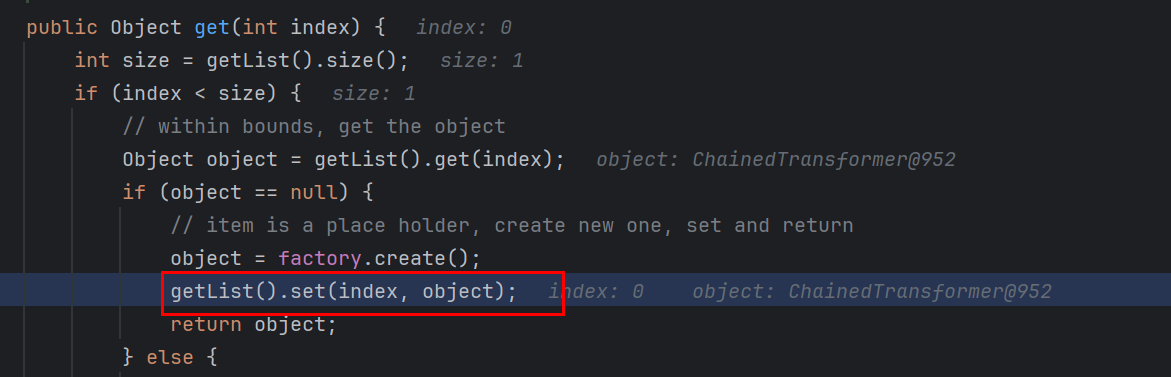 public Object get(int index) {   index: 0
int size = getList().size();   size: 1
if (index < size) {   size: 1
// within bounds, get the object
Object object = getList().get(index);   object: ChainedTransformer@952
if (object == null) {
// item is a place holder, create new one, set and return
object = factory.create();
getList().set(index, object);   index: 0   object: ChainedTransformer@952
return object;
} else {